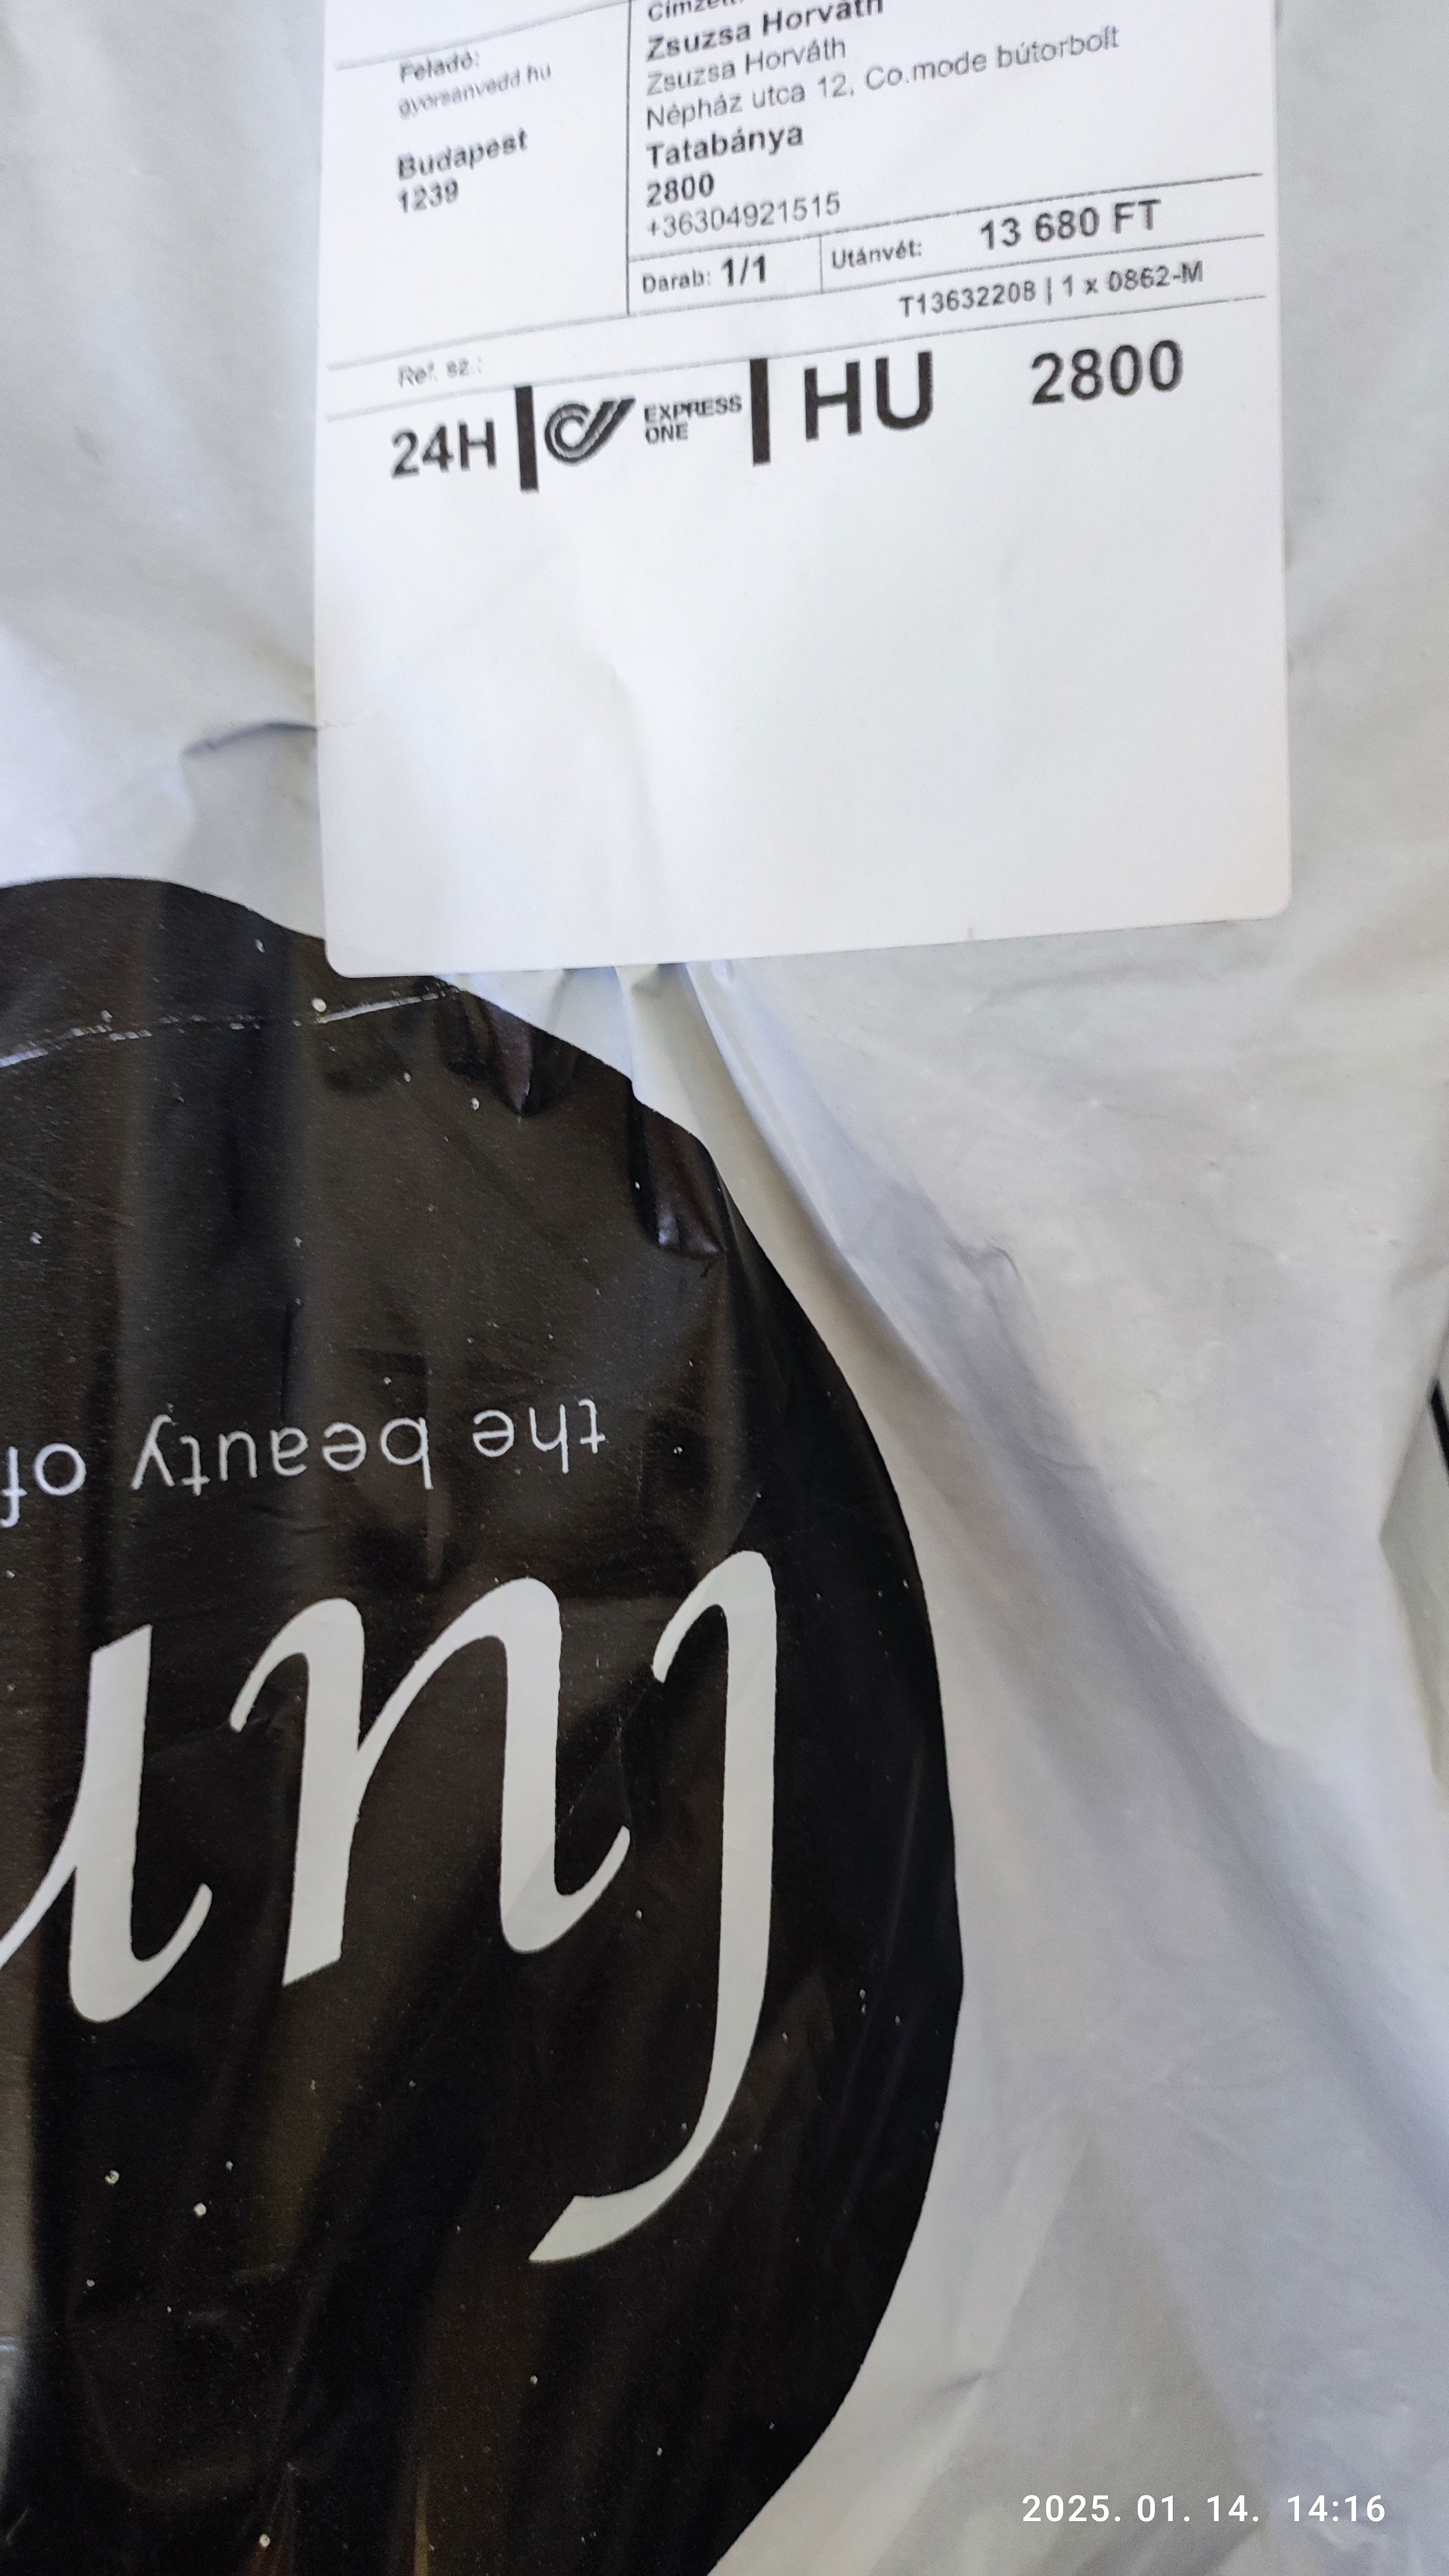 Címzett:
Zsuzsa Horváth
Zsuzsa Horváth
Népház utca 12, Co.mode bútorbolt
Tatabánya
2800
+36304921515
Feladó:
gyorsanvedd.hu
Budapest
1239
Darab: 1/1
Utánvét: 13 680 FT
T13632208 | 1 x 0862-M
Ref. sz.:
24H | EXPRESS ONE | HU 2800
the beauty of
2025. 01. 14. 14:16